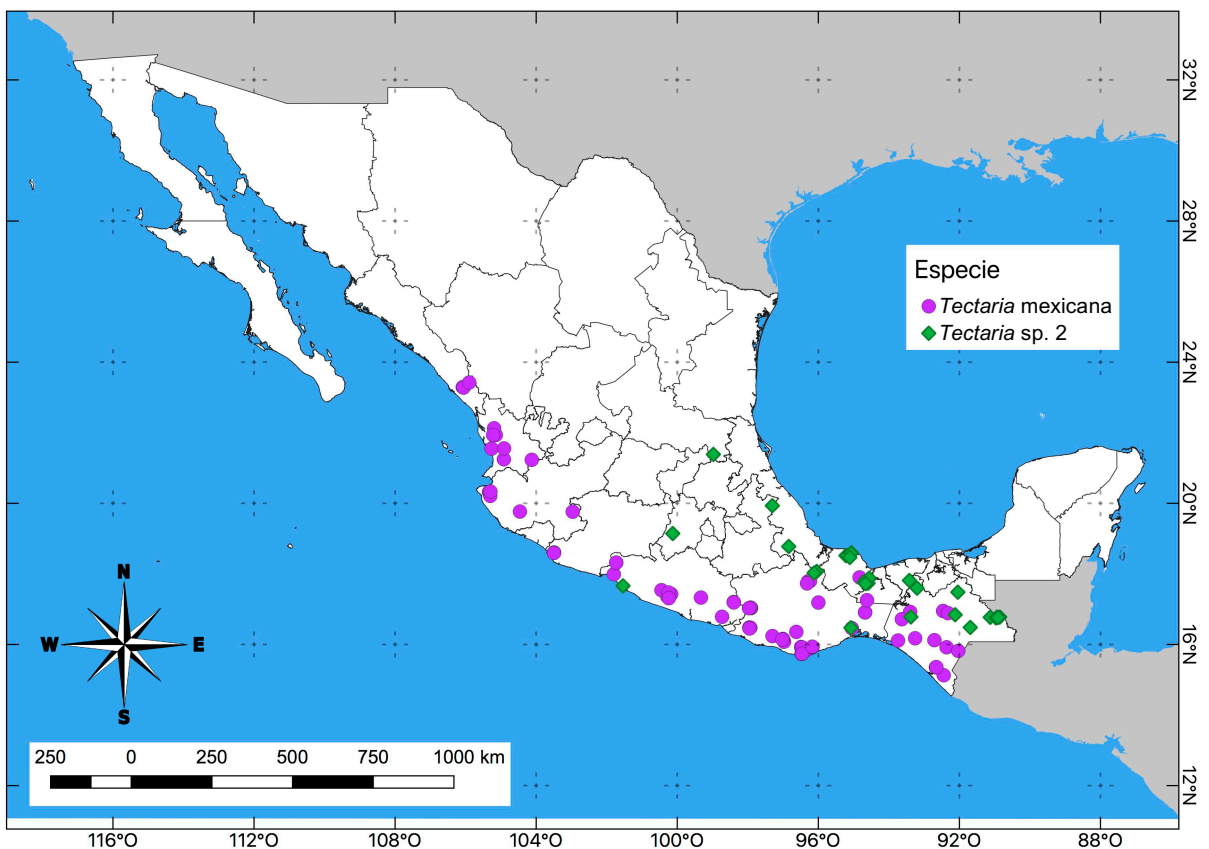 32°N
28°N
24°N
20°N
16°N
12°N
Especie
Tectaria mexicana
Tectaria sp. 2
N
W E
S
250 0 250 500 750 1000 km
116°O 112°O 108°O 104°O 100°O 96°O 92°O 88°O